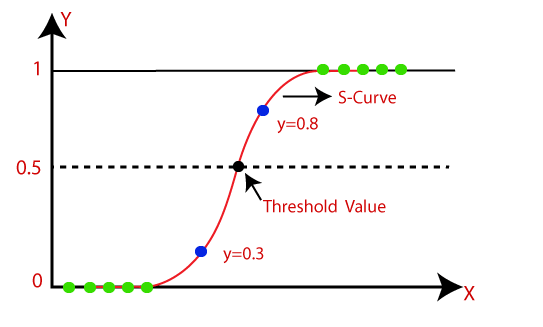 Y
1
S-Curve
y=0.8
0.5
Threshold Value
y=0.3
0
X